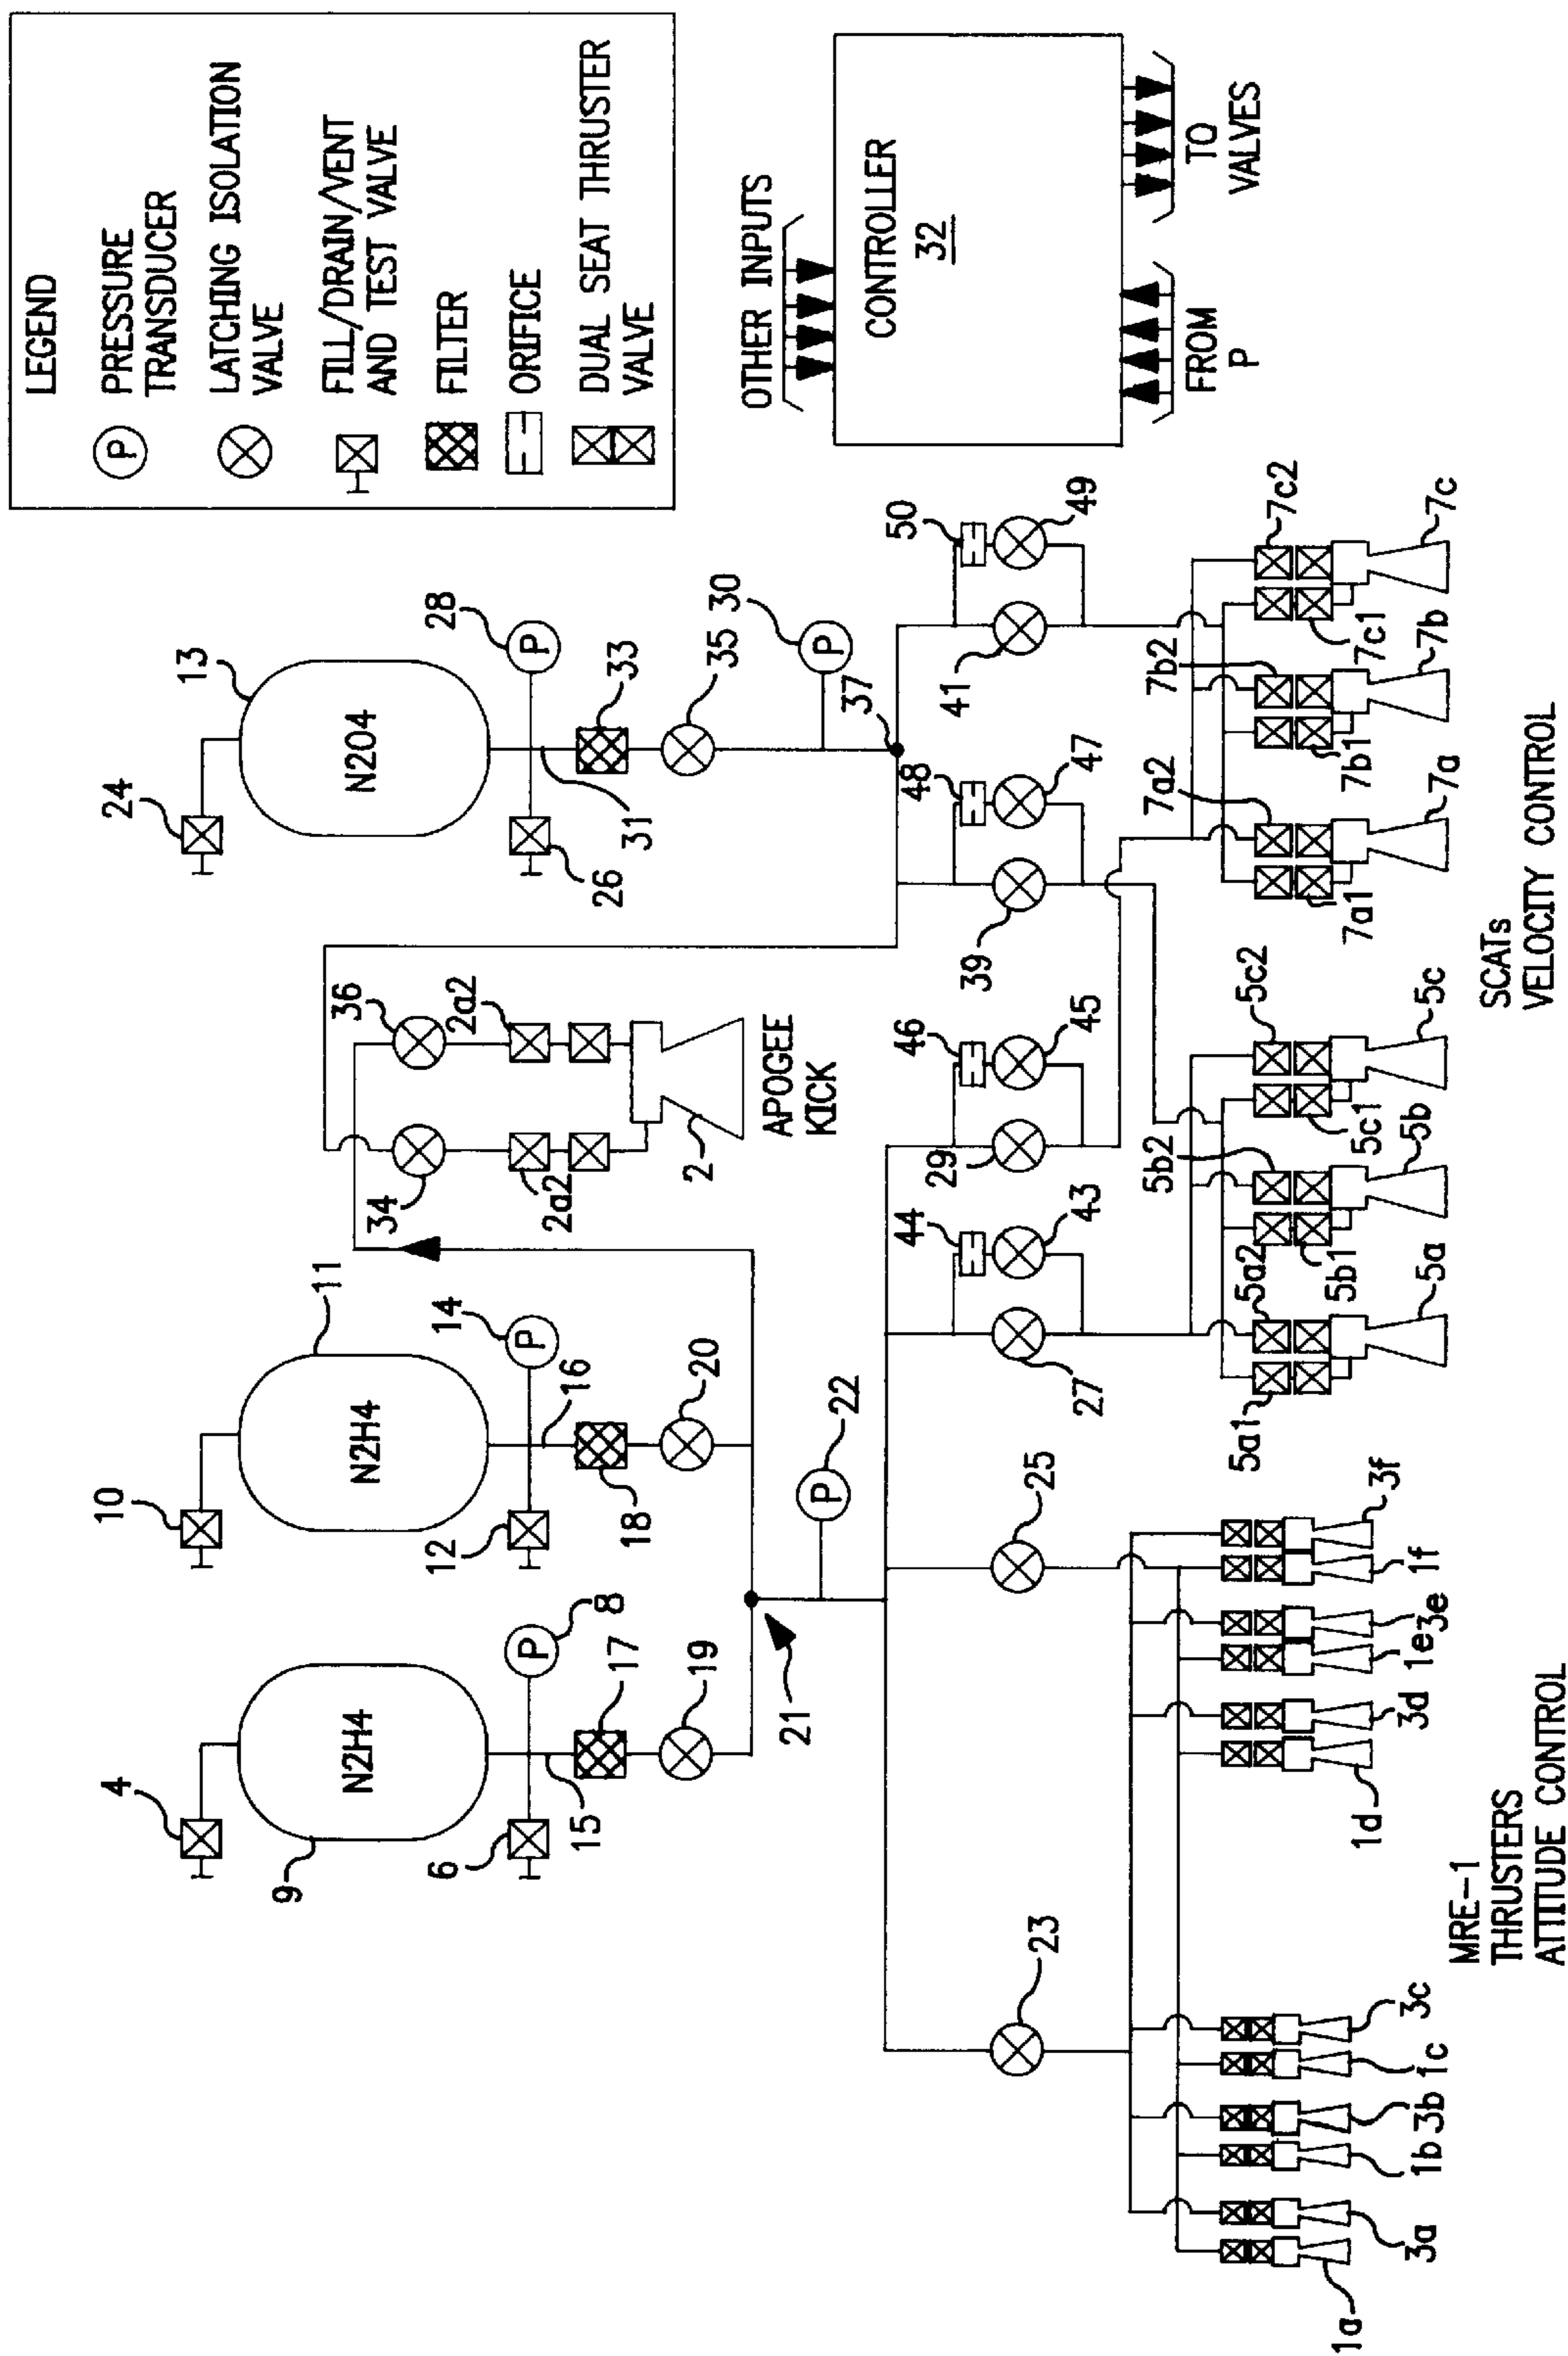 LEGEND
P PRESSURE
TRANSDUCER
LATCHING ISOLATION
VALVE
FILL/DRAIN/VENT
AND TEST VALVE
FILTER
ORIFICE
DUAL SEAT THRUSTER
VALVE
4
10
24
9
N2H4
11
N2H4
13
N2O4
6
P
8
12
P
14
26
P
28
15
17
16
18
31
33
19
20
35
34
36
2a2
2a2
2
APOGEE
KICK
21
P
22
P
30
37
OTHER INPUTS
CONTROLLER
32
FROM
P
TO
VALVES
23
25
27
44
43
29
46
45
39
48
47
41
50
49
5a1
5a2
5b2
5b1
5c2
5c1
7a2
7a1
7b2
7b1
7c2
7c1
1a
3a
1b
3b
1c
3c
1d
3d
1e
3e
1f
3f
5a
5b
5c
7a
7b
7c
MRE-1
THRUSTERS
ATTITUDE CONTROL
SCATs
VELOCITY CONTROL